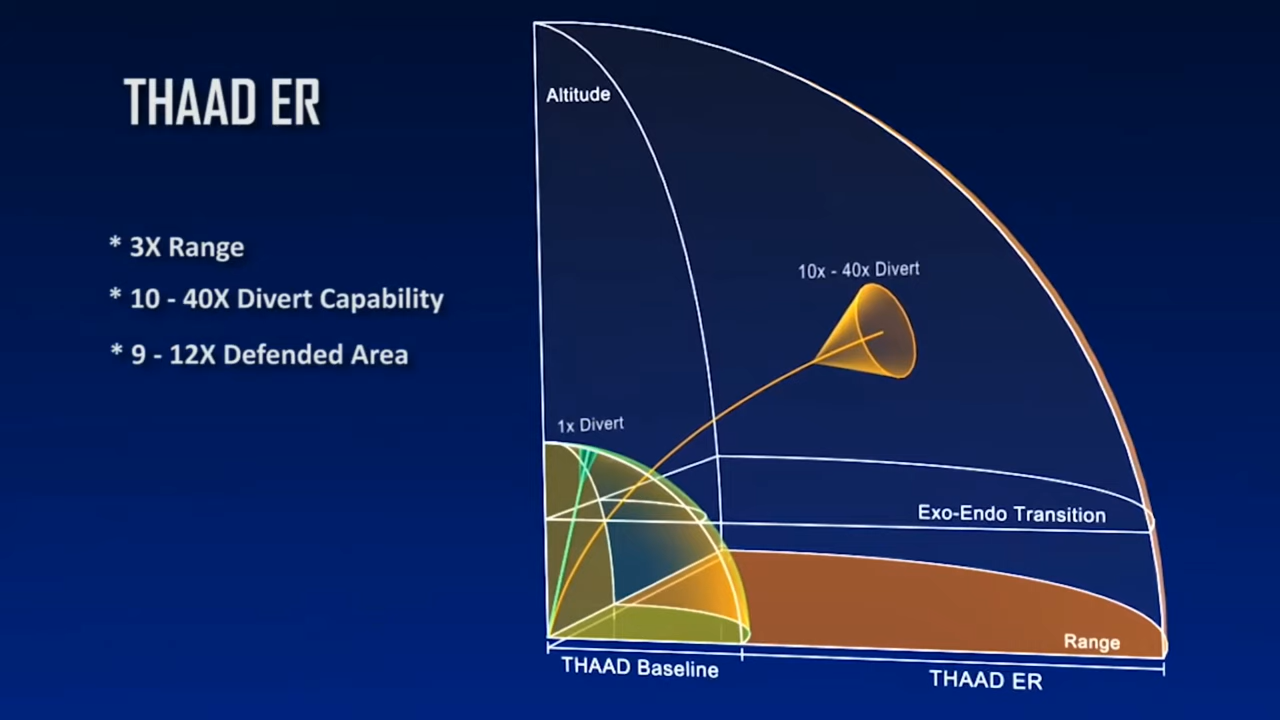 THAAD ER
* 3X Range
* 10 - 40X Divert Capability
* 9 - 12X Defended Area
Altitude
10x - 40x Divert
1x Divert
Exo-Endo Transition
Range
THAAD Baseline
THAAD ER